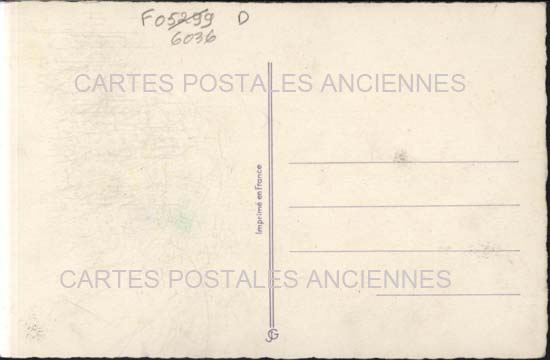 F05299 D
6036
CARTES POSTALES ANCIENNES
Imprimé en France
CARTES POSTALES ANCIENNES